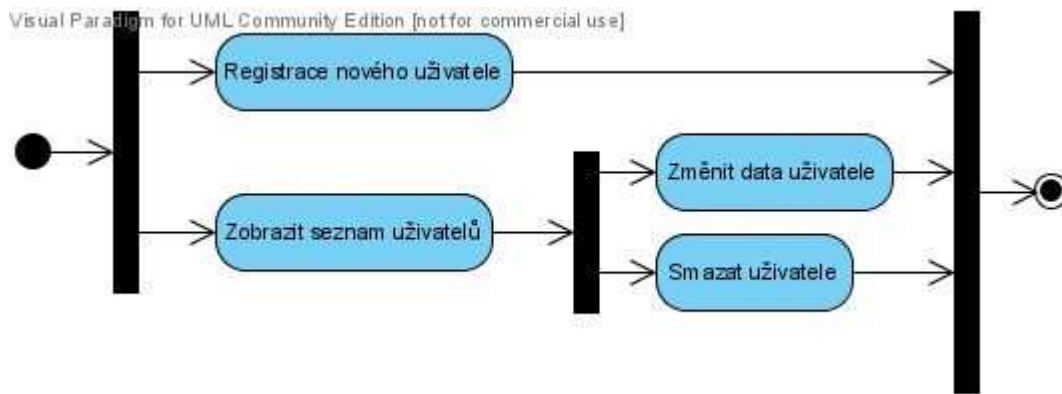 Visual Paradigm for UML Community Edition [not for commercial use]
Registrace nového uživatele
Změnit data uživatele
Zobrazit seznam uživatelů
Smazat uživatele